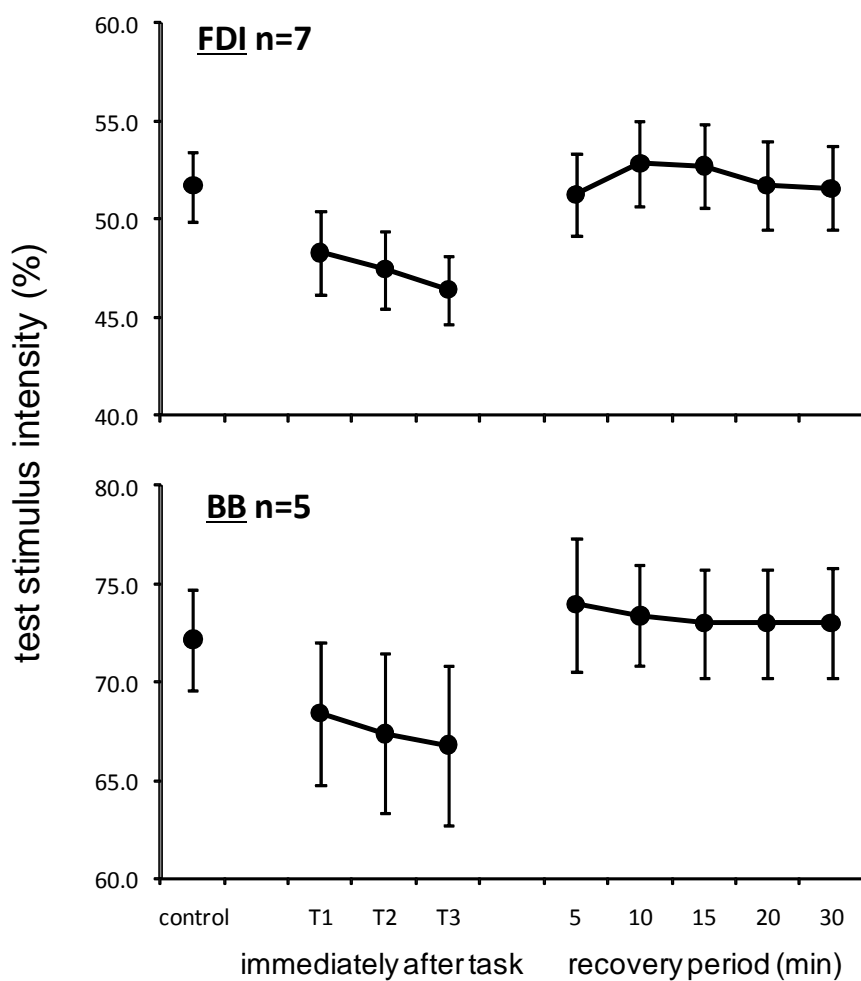 FDI n=7
60.0
55.0
50.0
45.0
40.0
test stimulus intensity (%)
BB n=5
80.0
75.0
70.0
65.0
60.0
control T1 T2 T3 5 10 15 20 30
immediately after task recovery period (min)